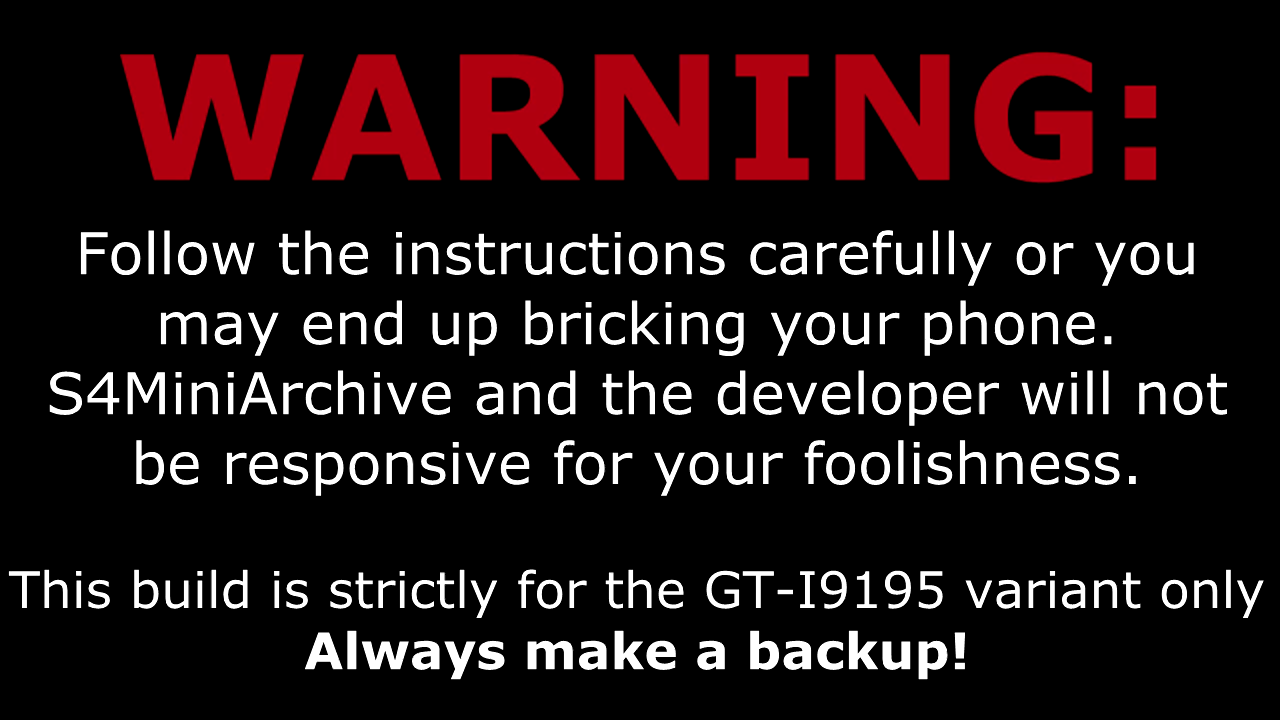 WARNING:
Follow the instructions carefully or you
may end up bricking your phone.
S4MiniArchive and the developer will not
be responsive for your foolishness.
This build is strictly for the GT-I9195 variant only
Always make a backup!